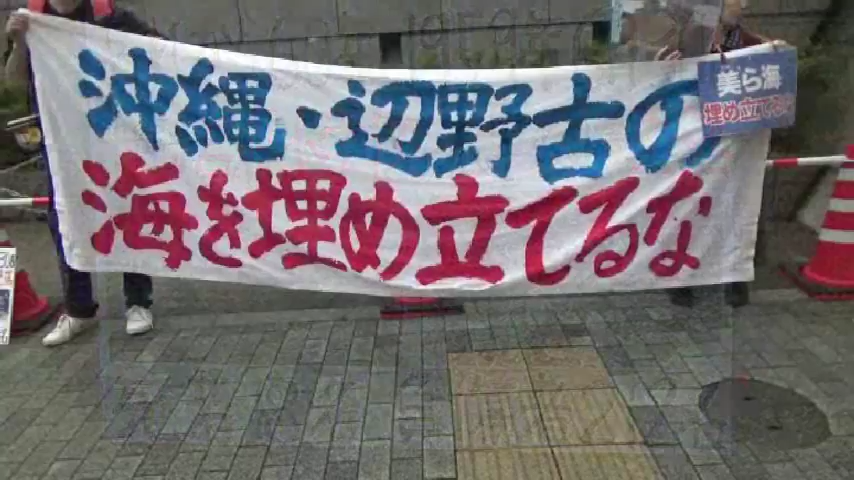 沖縄・辺野古の
海を埋め立てるな
美ら海
埋め立てるな